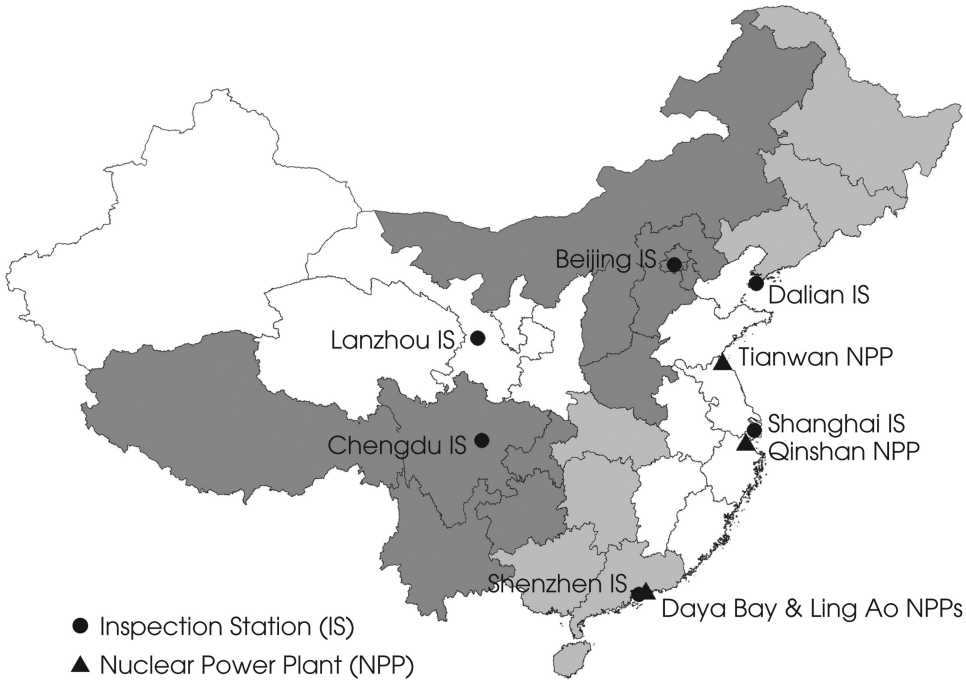 Beijing IS
Dalian IS
Lanzhou IS
Tianwan NPP
Shanghai IS
Chengdu IS
Qinshan NPP
Shenzhen IS
Daya Bay & Ling Ao NPPs
Inspection Station (IS)
Nuclear Power Plant (NPP)